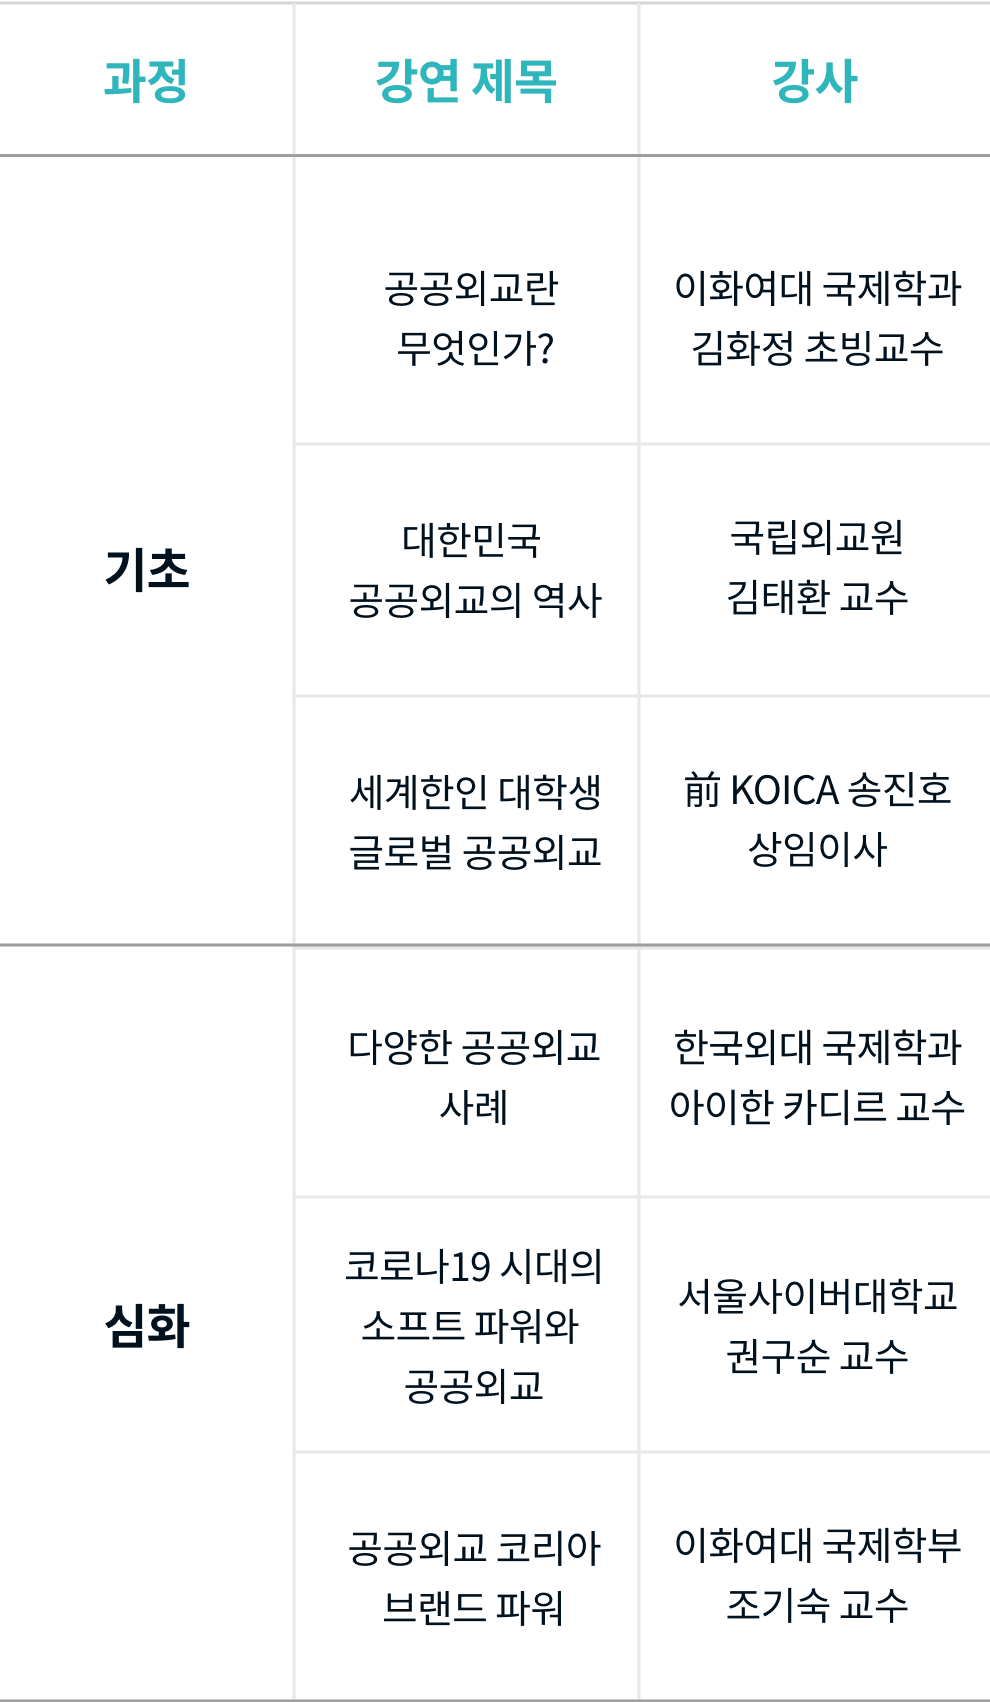 과정 강연 제목 강사
기초
공공외교란
무엇인가?
이화여대 국제학과
김화정 초빙교수
대한민국
공공외교의 역사
국립외교원
김태환 교수
세계한인 대학생
글로벌 공공외교
前 KOICA 송진호
상임이사
심화
다양한 공공외교
사례
한국외대 국제학과
아이한 카디르 교수
코로나19 시대의
소프트 파워와
공공외교
서울사이버대학교
권구순 교수
공공외교 코리아
브랜드 파워
이화여대 국제학부
조기숙 교수